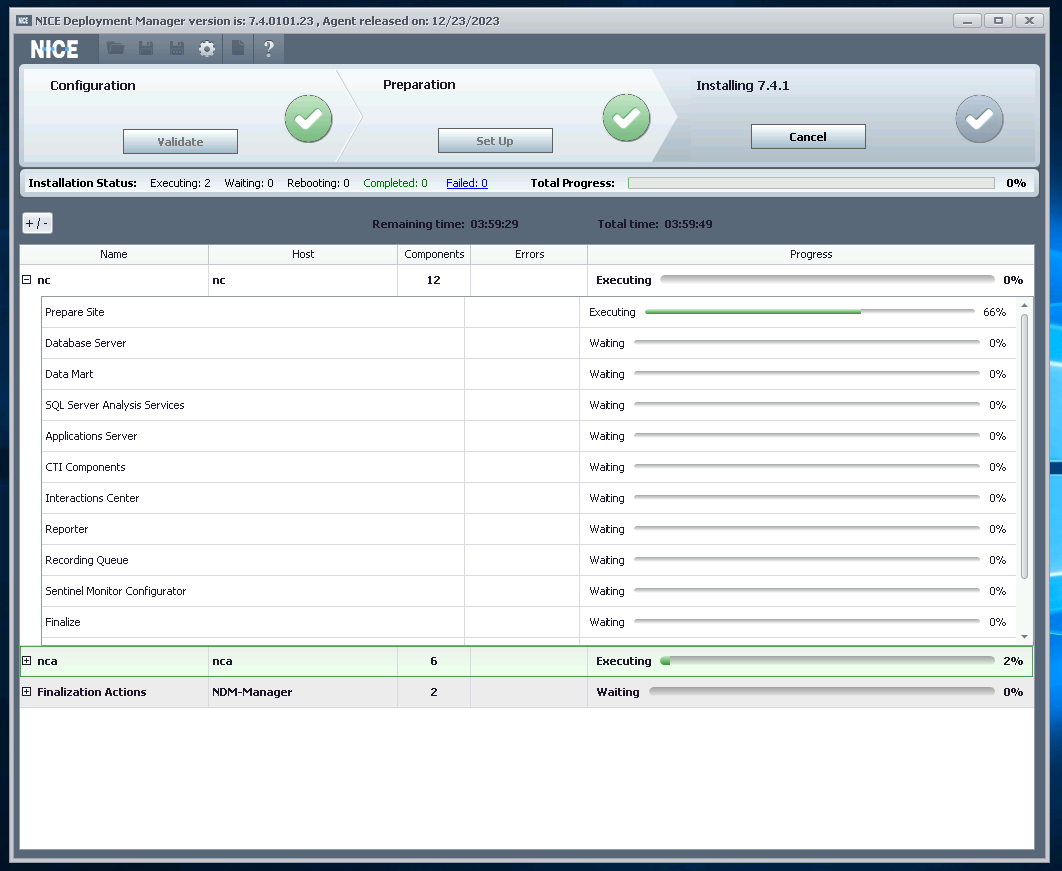 NICE NICE Deployment Manager version is: 7.4.0101.23 , Agent released on: 12/23/2023
NICE ?
Configuration Preparation Installing 7.4.1
Validate Set Up Cancel
Installation Status: Executing: 2 Waiting: 0 Rebooting: 0 Completed: 0 Failed: 0 Total Progress: 0%
+ / - Remaining time: 03:59:29 Total time: 03:59:49
Name Host Components Errors Progress
nc nc 12 Executing 0%
Prepare Site Executing 66%
Database Server Waiting 0%
Data Mart Waiting 0%
SQL Server Analysis Services Waiting 0%
Applications Server Waiting 0%
CTI Components Waiting 0%
Interactions Center Waiting 0%
Reporter Waiting 0%
Recording Queue Waiting 0%
Sentinel Monitor Configurator Waiting 0%
Finalize Waiting 0%
nca nca 6 Executing 2%
Finalization Actions NDM-Manager 2 Waiting 0%